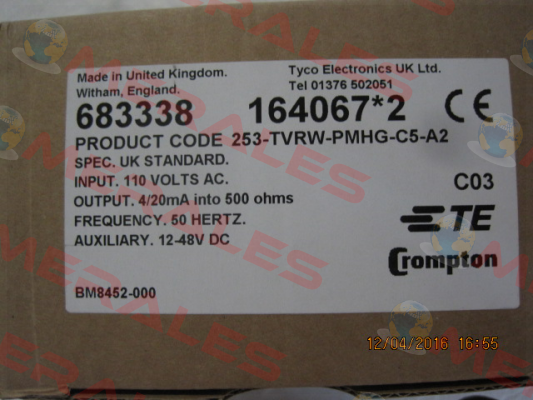 Made in United Kingdom.
Witham, England.
Tyco Electronics UK Ltd.
Tel 01376 502051
683338
164067*2
CE
PRODUCT CODE 253-TVRW-PMHG-C5-A2
SPEC. UK STANDARD.
INPUT. 110 VOLTS AC.
OUTPUT. 4/20mA into 500 ohms
FREQUENCY. 50 HERTZ.
AUXILIARY. 12-48V DC
C03
TE
Crompton
BM8452-000
MERALES
12/04/2016 16:55